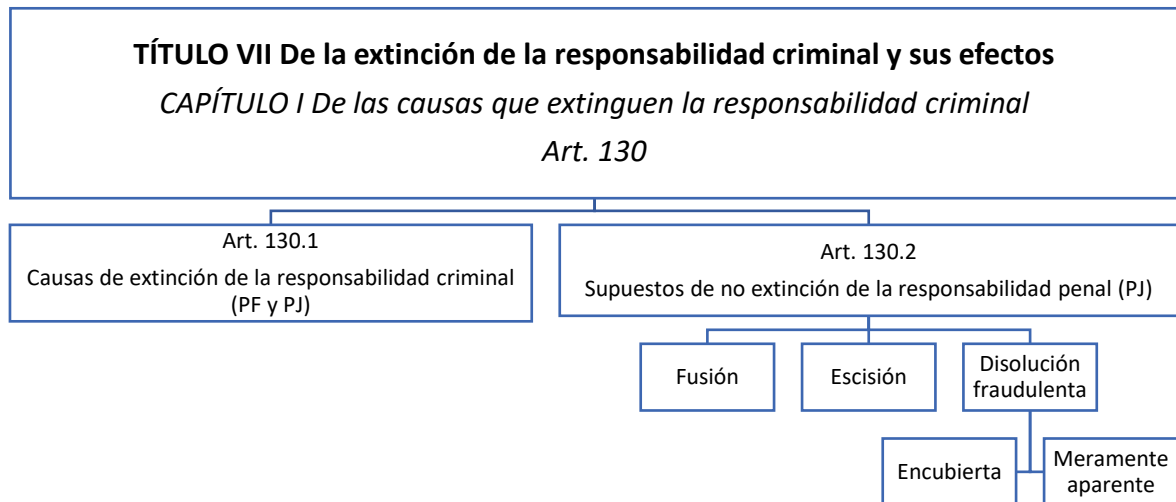 TÍTULO VII De la extinción de la responsabilidad criminal y sus efectos
CAPÍTULO I De las causas que extinguen la responsabilidad criminal
Art. 130
Art. 130.1
Causas de extinción de la responsabilidad criminal
(PF y PJ)
Art. 130.2
Supuestos de no extinción de la responsabilidad penal (PJ)
Fusión
Escisión
Disolución
fraudulenta
Encubierta
Meramente
aparente